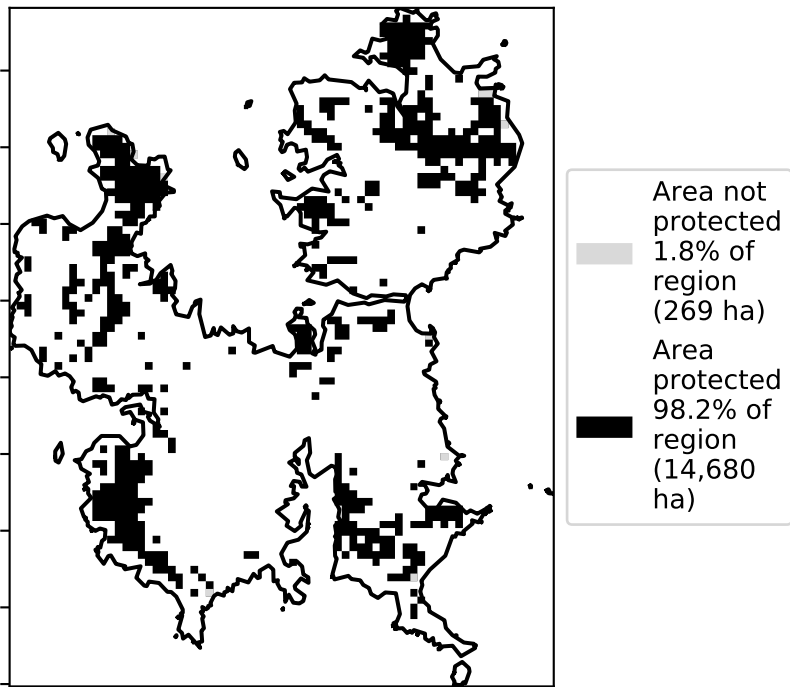 Area not
protected
1.8% of
region
(269 ha)
Area
protected
98.2% of
region
(14,680
ha)